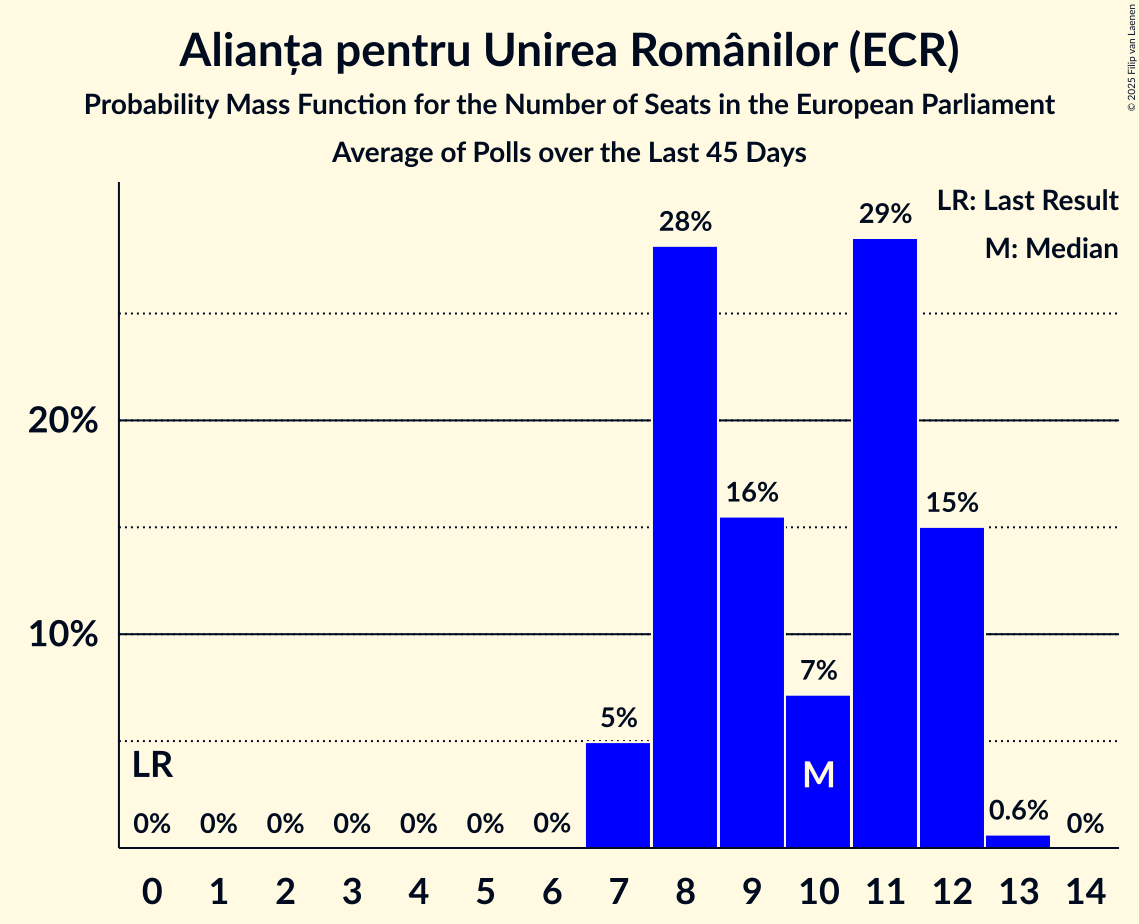 Alianța pentru Unirea Românilor (ECR)
Probability Mass Function for the Number of Seats in the European Parliament
Average of Polls over the Last 45 Days
© 2025 Filip van Laenen
LR: Last Result
M: Median
28%
29%
20%
16%
15%
10%
7%
5%
LR
M
0% 0% 0% 0% 0% 0% 0% 0.6% 0%
0 1 2 3 4 5 6 7 8 9 10 11 12 13 14